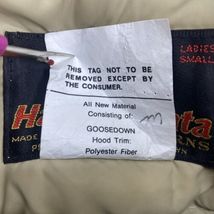 THIS TAG NOT TO BE
REMOVED EXCEPT BY
THE CONSUMER.
All New Material
Consisting of:
GOOSEDOWN
Hood Trim:
Polyester Fiber
LADIES
SMALL
MADE